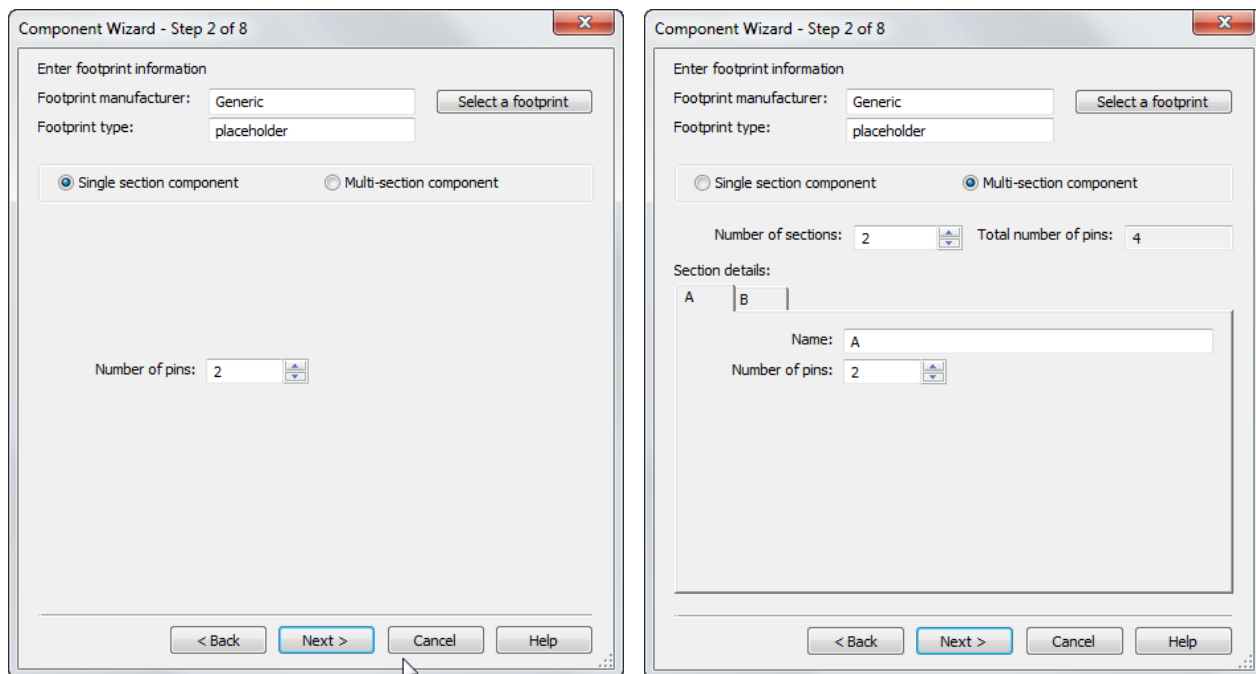 Component Wizard - Step 2 of 8
Enter footprint information
Footprint manufacturer: Generic Select a footprint
Footprint type: placeholder
Single section component Multi-section component
Number of pins: 2
< Back Next > Cancel Help
Component Wizard - Step 2 of 8
Enter footprint information
Footprint manufacturer: Generic Select a footprint
Footprint type: placeholder
Single section component Multi-section component
Number of sections: 2 Total number of pins: 4
Section details:
A B
Name: A
Number of pins: 2
< Back Next > Cancel Help